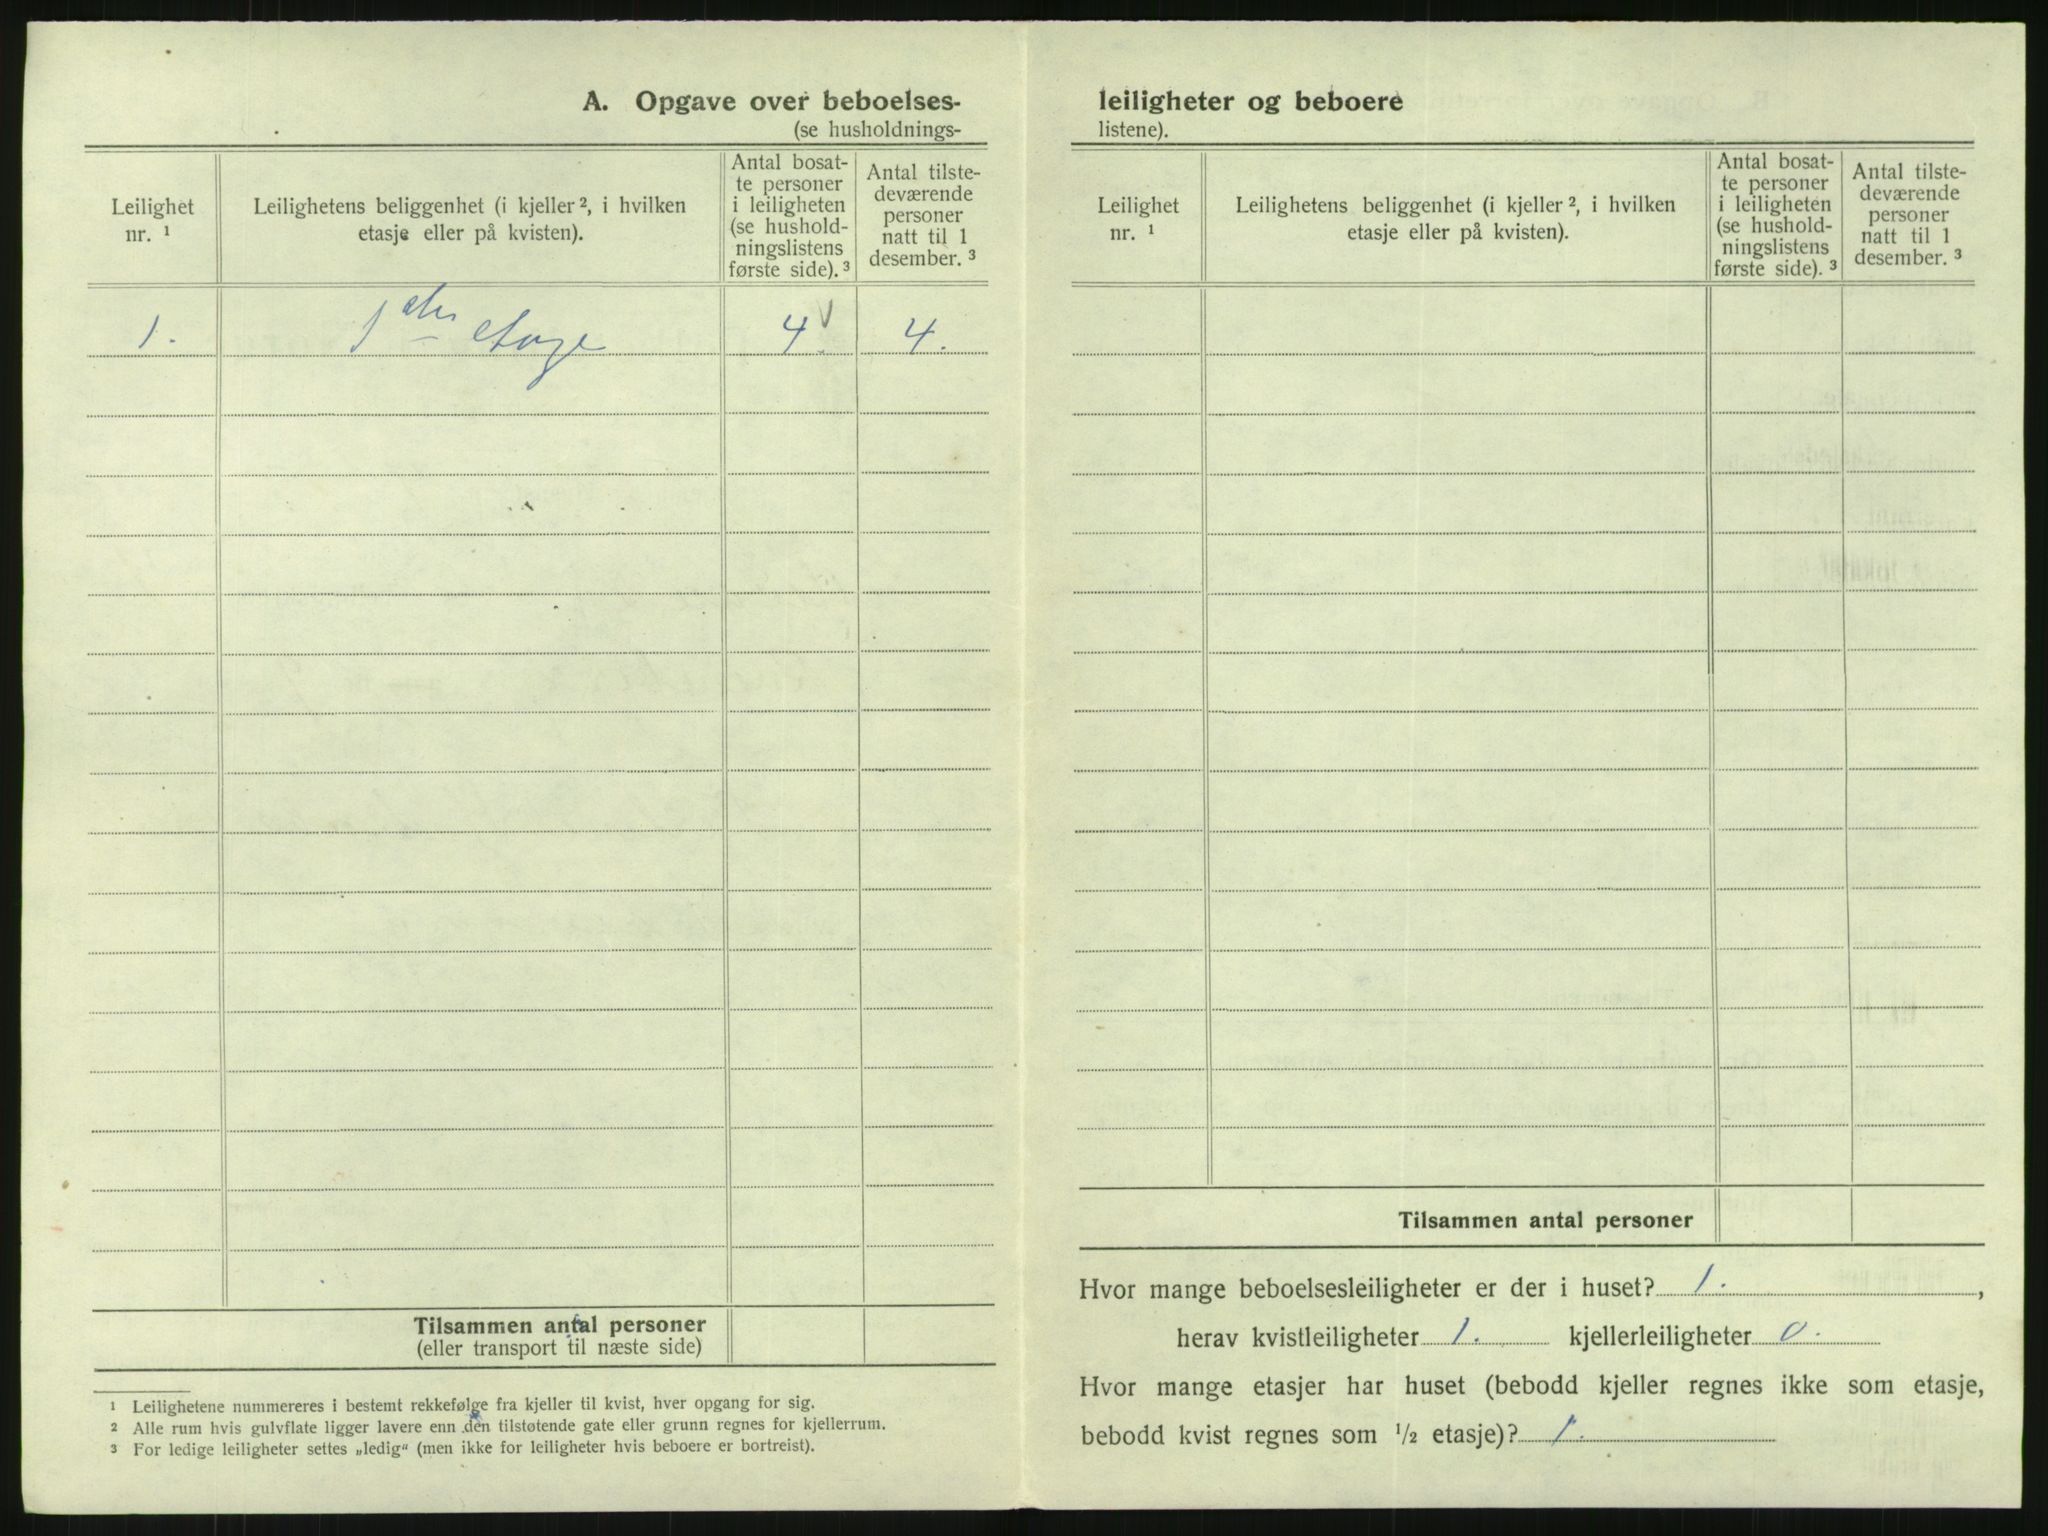 A. Opgave over beboelses-
(se husholdnings-
Leilighet nr. ¹
Leilighetens beliggenhet (i kjeller ², i hvilken etasje eller på kvisten).
Antal bosatte personer i leiligheten (se husholdningslistens første side). ³
Antal tilstedeværende personer natt til 1 desember. ³
1. etage 4. 4.
Tilsammen antal personer
(eller transport til næste side)
¹ Leilighetene nummereres i bestemt rekkefølge fra kjeller til kvist, hver opgang for sig.
² Alle rum hvis gulvflate ligger lavere enn den tilstøtende gate eller grunn regnes for kjellerrum.
³ For ledige leiligheter settes „ledig“ (men ikke for leiligheter hvis beboere er bortreist).
leiligheter og beboere
listene).
Leilighet nr. ¹
Leilighetens beliggenhet (i kjeller ², i hvilken etasje eller på kvisten).
Antal bosatte personer i leiligheten (se husholdningslistens første side). ³
Antal tilstedeværende personer natt til 1 desember. ³
Tilsammen antal personer
Hvor mange beboelsesleiligheter er der i huset? 1. ,
herav kvistleiligheter 1. kjellerleiligheter 0.
Hvor mange etasjer har huset (bebodd kjeller regnes ikke som etasje,
bebodd kvist regnes som ½ etasje)? 1.